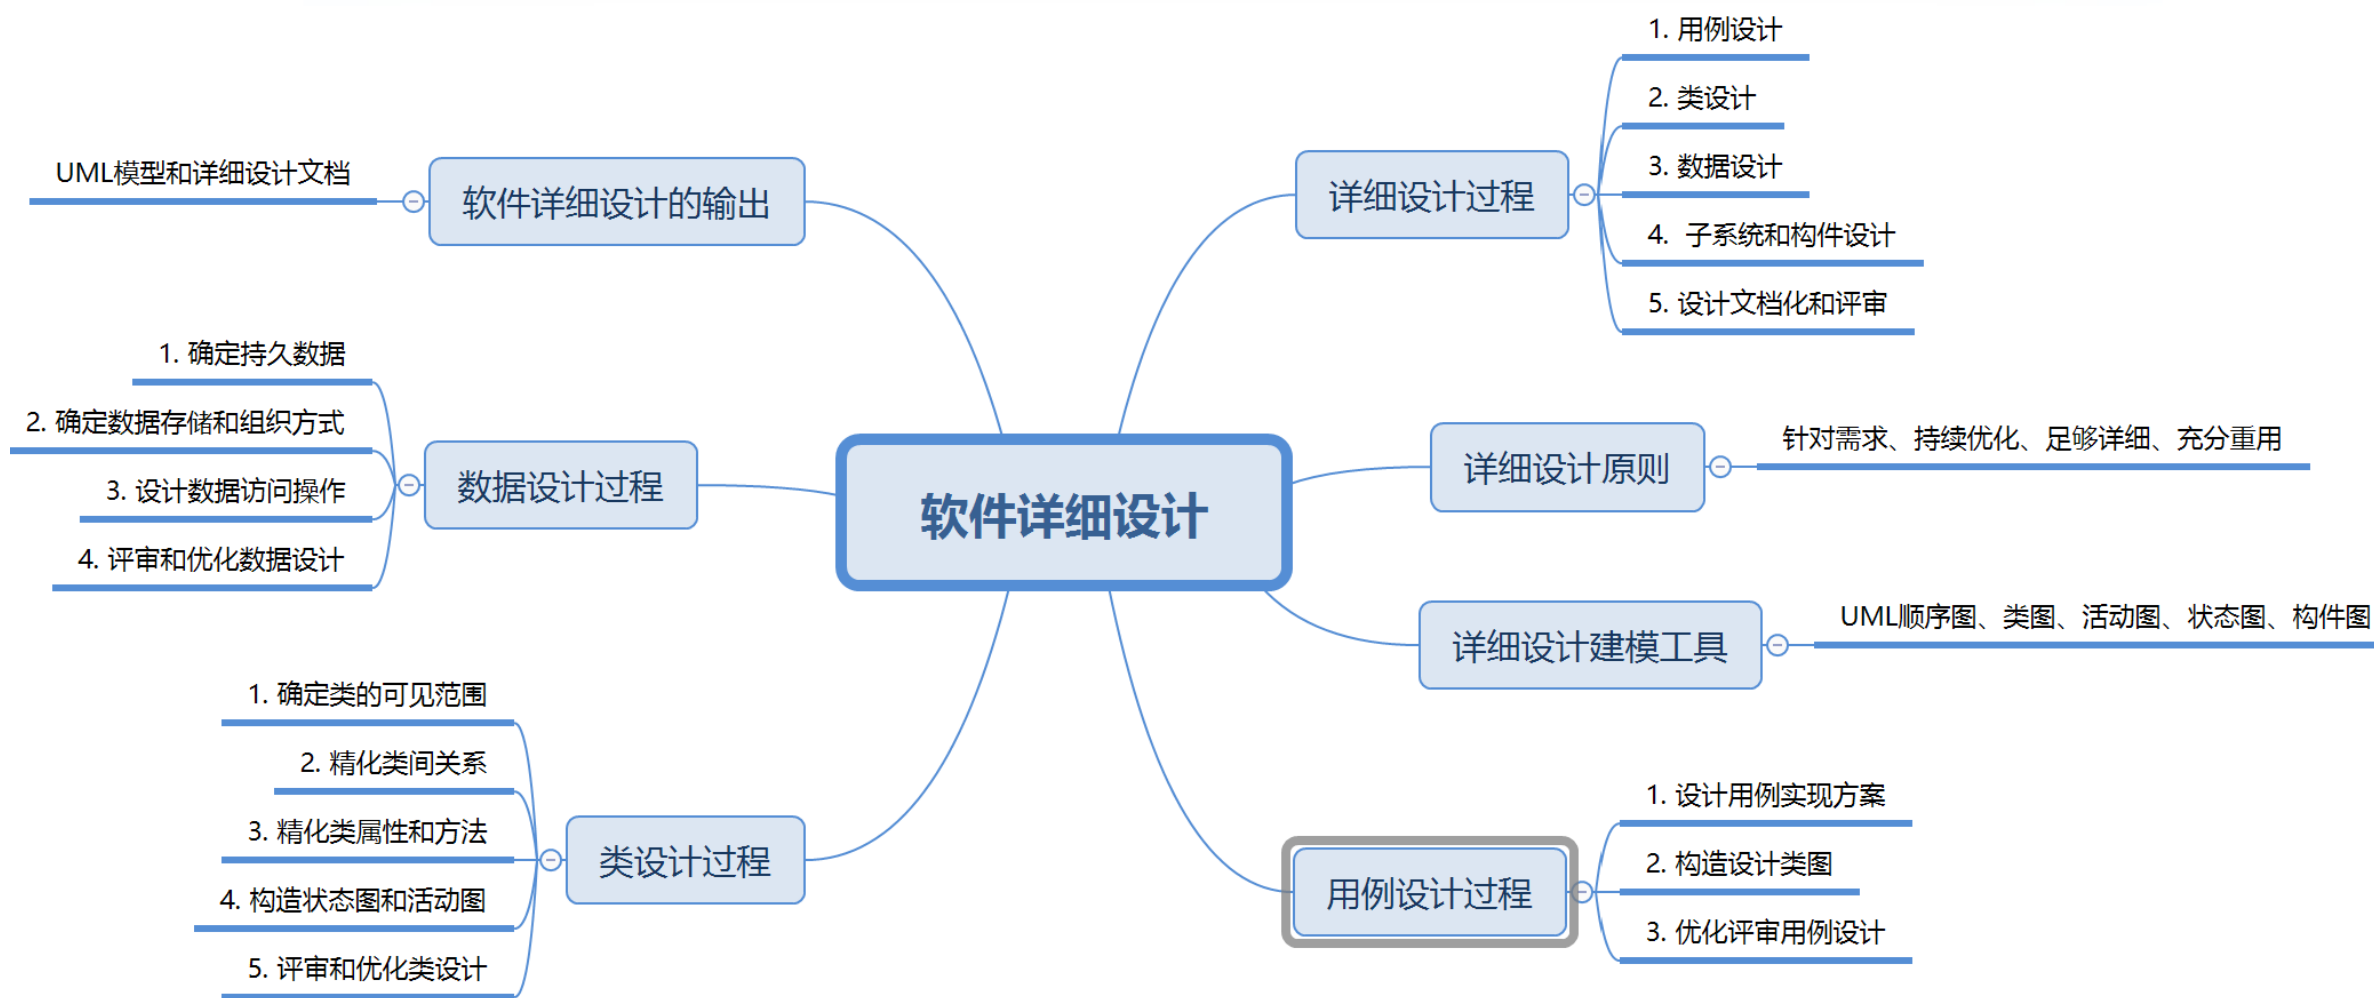 软件详细设计
详细设计过程
1. 用例设计
2. 类设计
3. 数据设计
4. 子系统和构件设计
5. 设计文档化和评审
详细设计原则
针对需求、持续优化、足够详细、充分重用
详细设计建模工具
UML顺序图、类图、活动图、状态图、构件图
用例设计过程
1. 设计用例实现方案
2. 构造设计类图
3. 优化评审用例设计
类设计过程
1. 确定类的可见范围
2. 精化类间关系
3. 精化类属性和方法
4. 构造状态图和活动图
5. 评审和优化类设计
数据设计过程
1. 确定持久数据
2. 确定数据存储和组织方式
3. 设计数据访问操作
4. 评审和优化数据设计
软件详细设计的输出
UML模型和详细设计文档